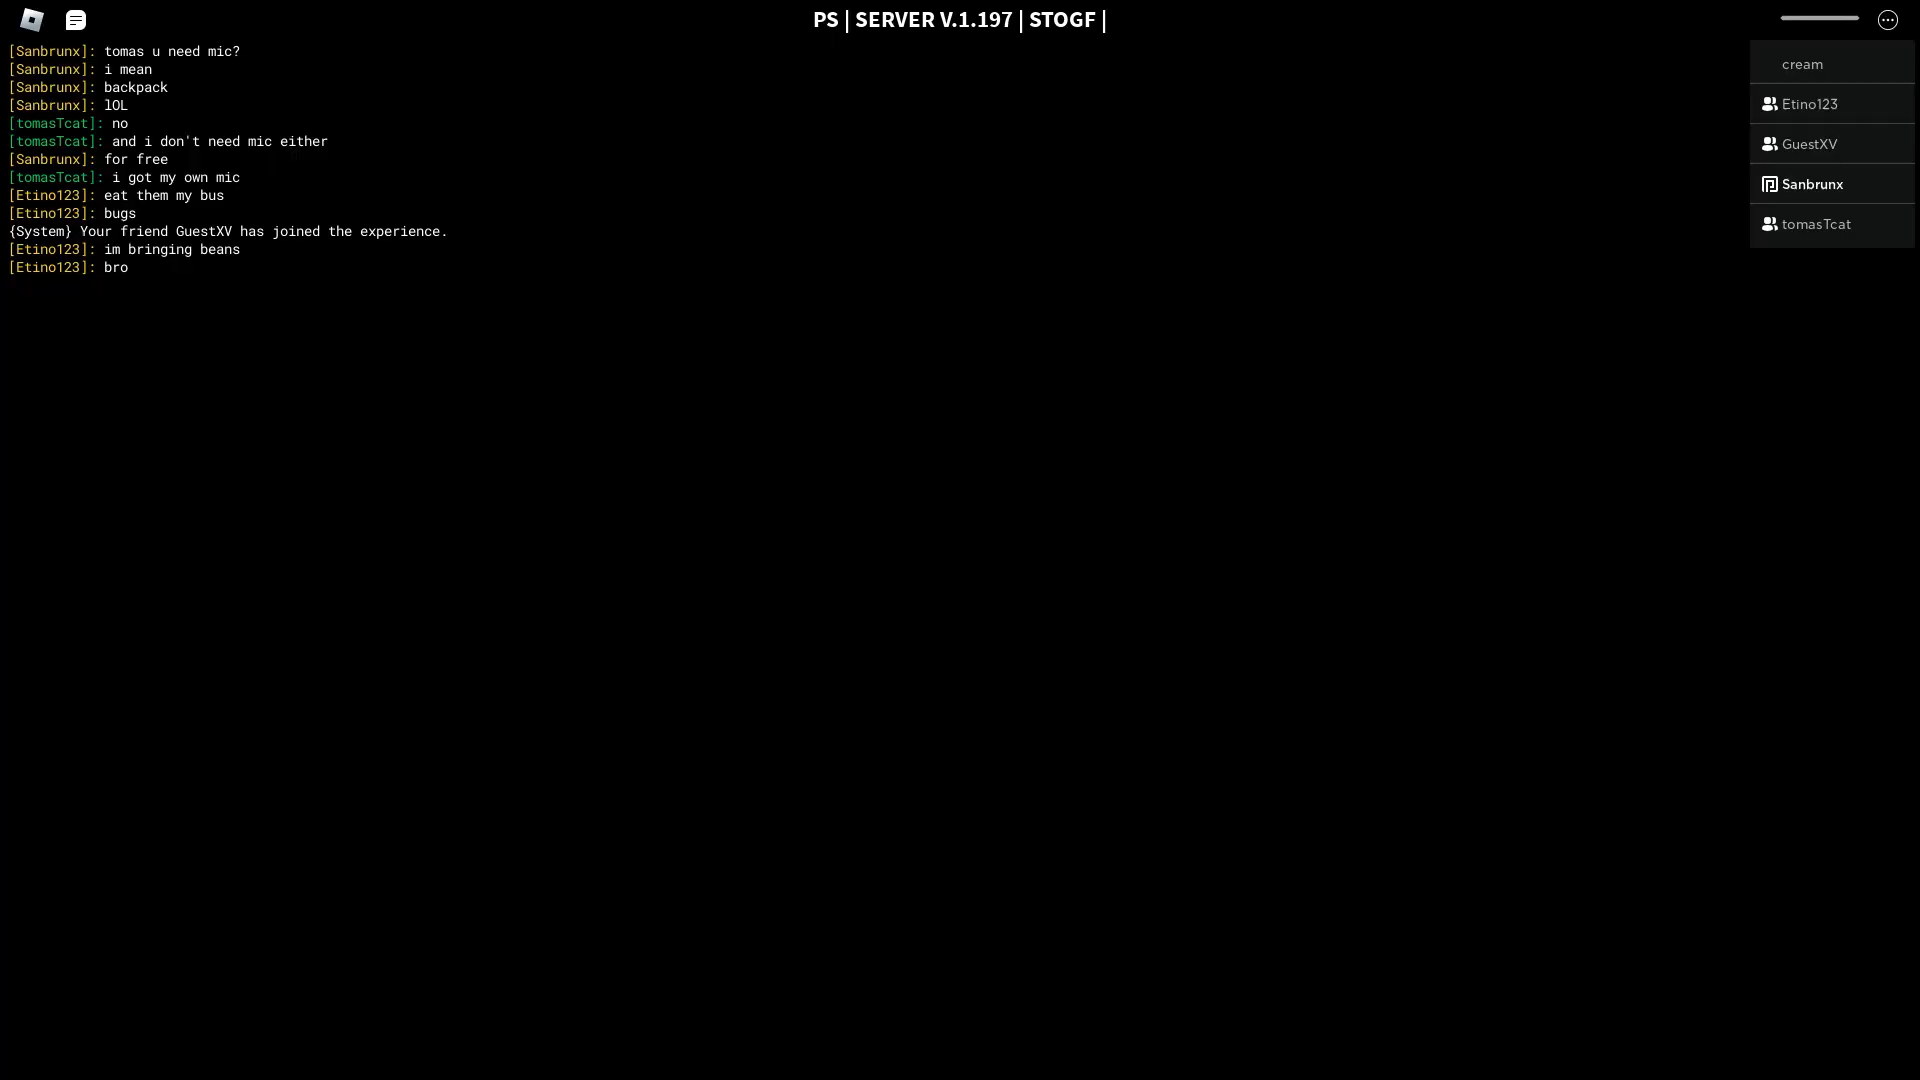 PS | SERVER V.1.197 | STOGF |
[Sanbrunx]: tomas u need mic?
[Sanbrunx]: i mean
[Sanbrunx]: backpack
[Sanbrunx]: lOL
[tomasTcat]: no
[tomasTcat]: and i don't need mic either
[Sanbrunx]: for free
[tomasTcat]: i got my own mic
[Etino123]: eat them my bus
[Etino123]: bugs
{System} Your friend GuestXV has joined the experience.
[Etino123]: im bringing beans
[Etino123]: bro
cream
Etino123
GuestXV
Sanbrunx
tomasTcat